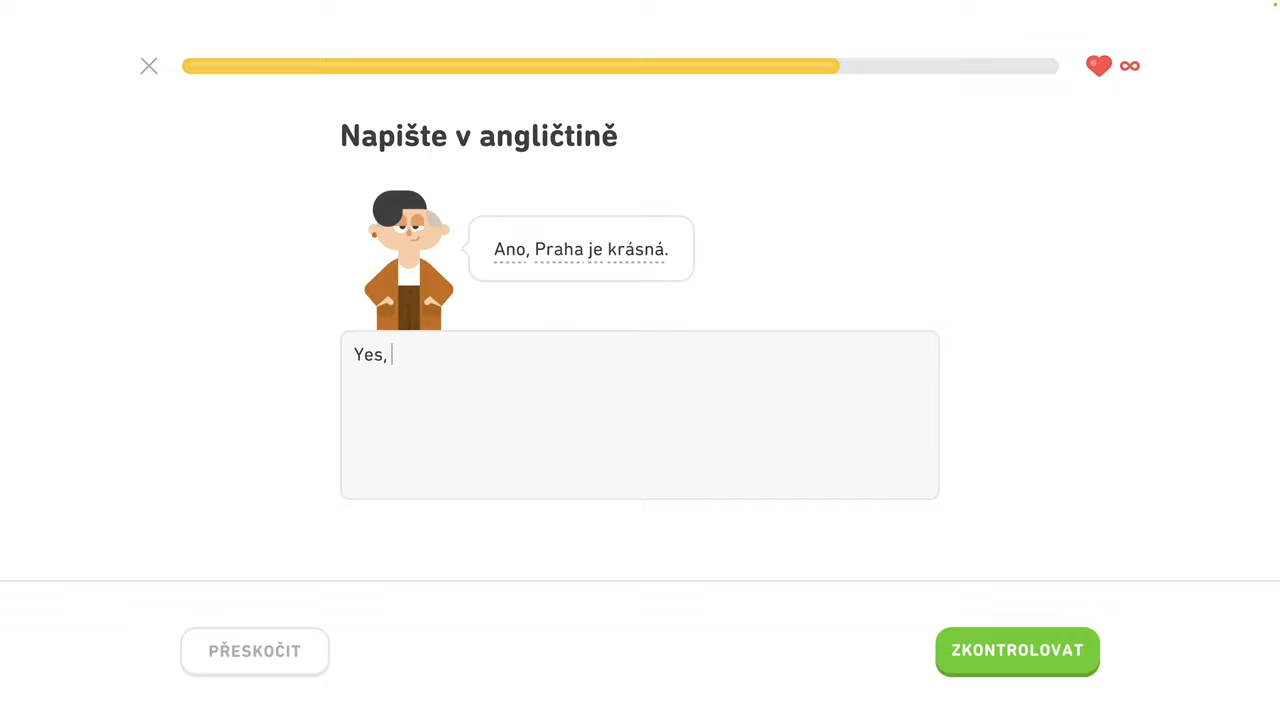 ∞
Napište v angličtině
Ano, Praha je krásná.
Yes,
PŘESKOČIT
ZKONTROLOVAT